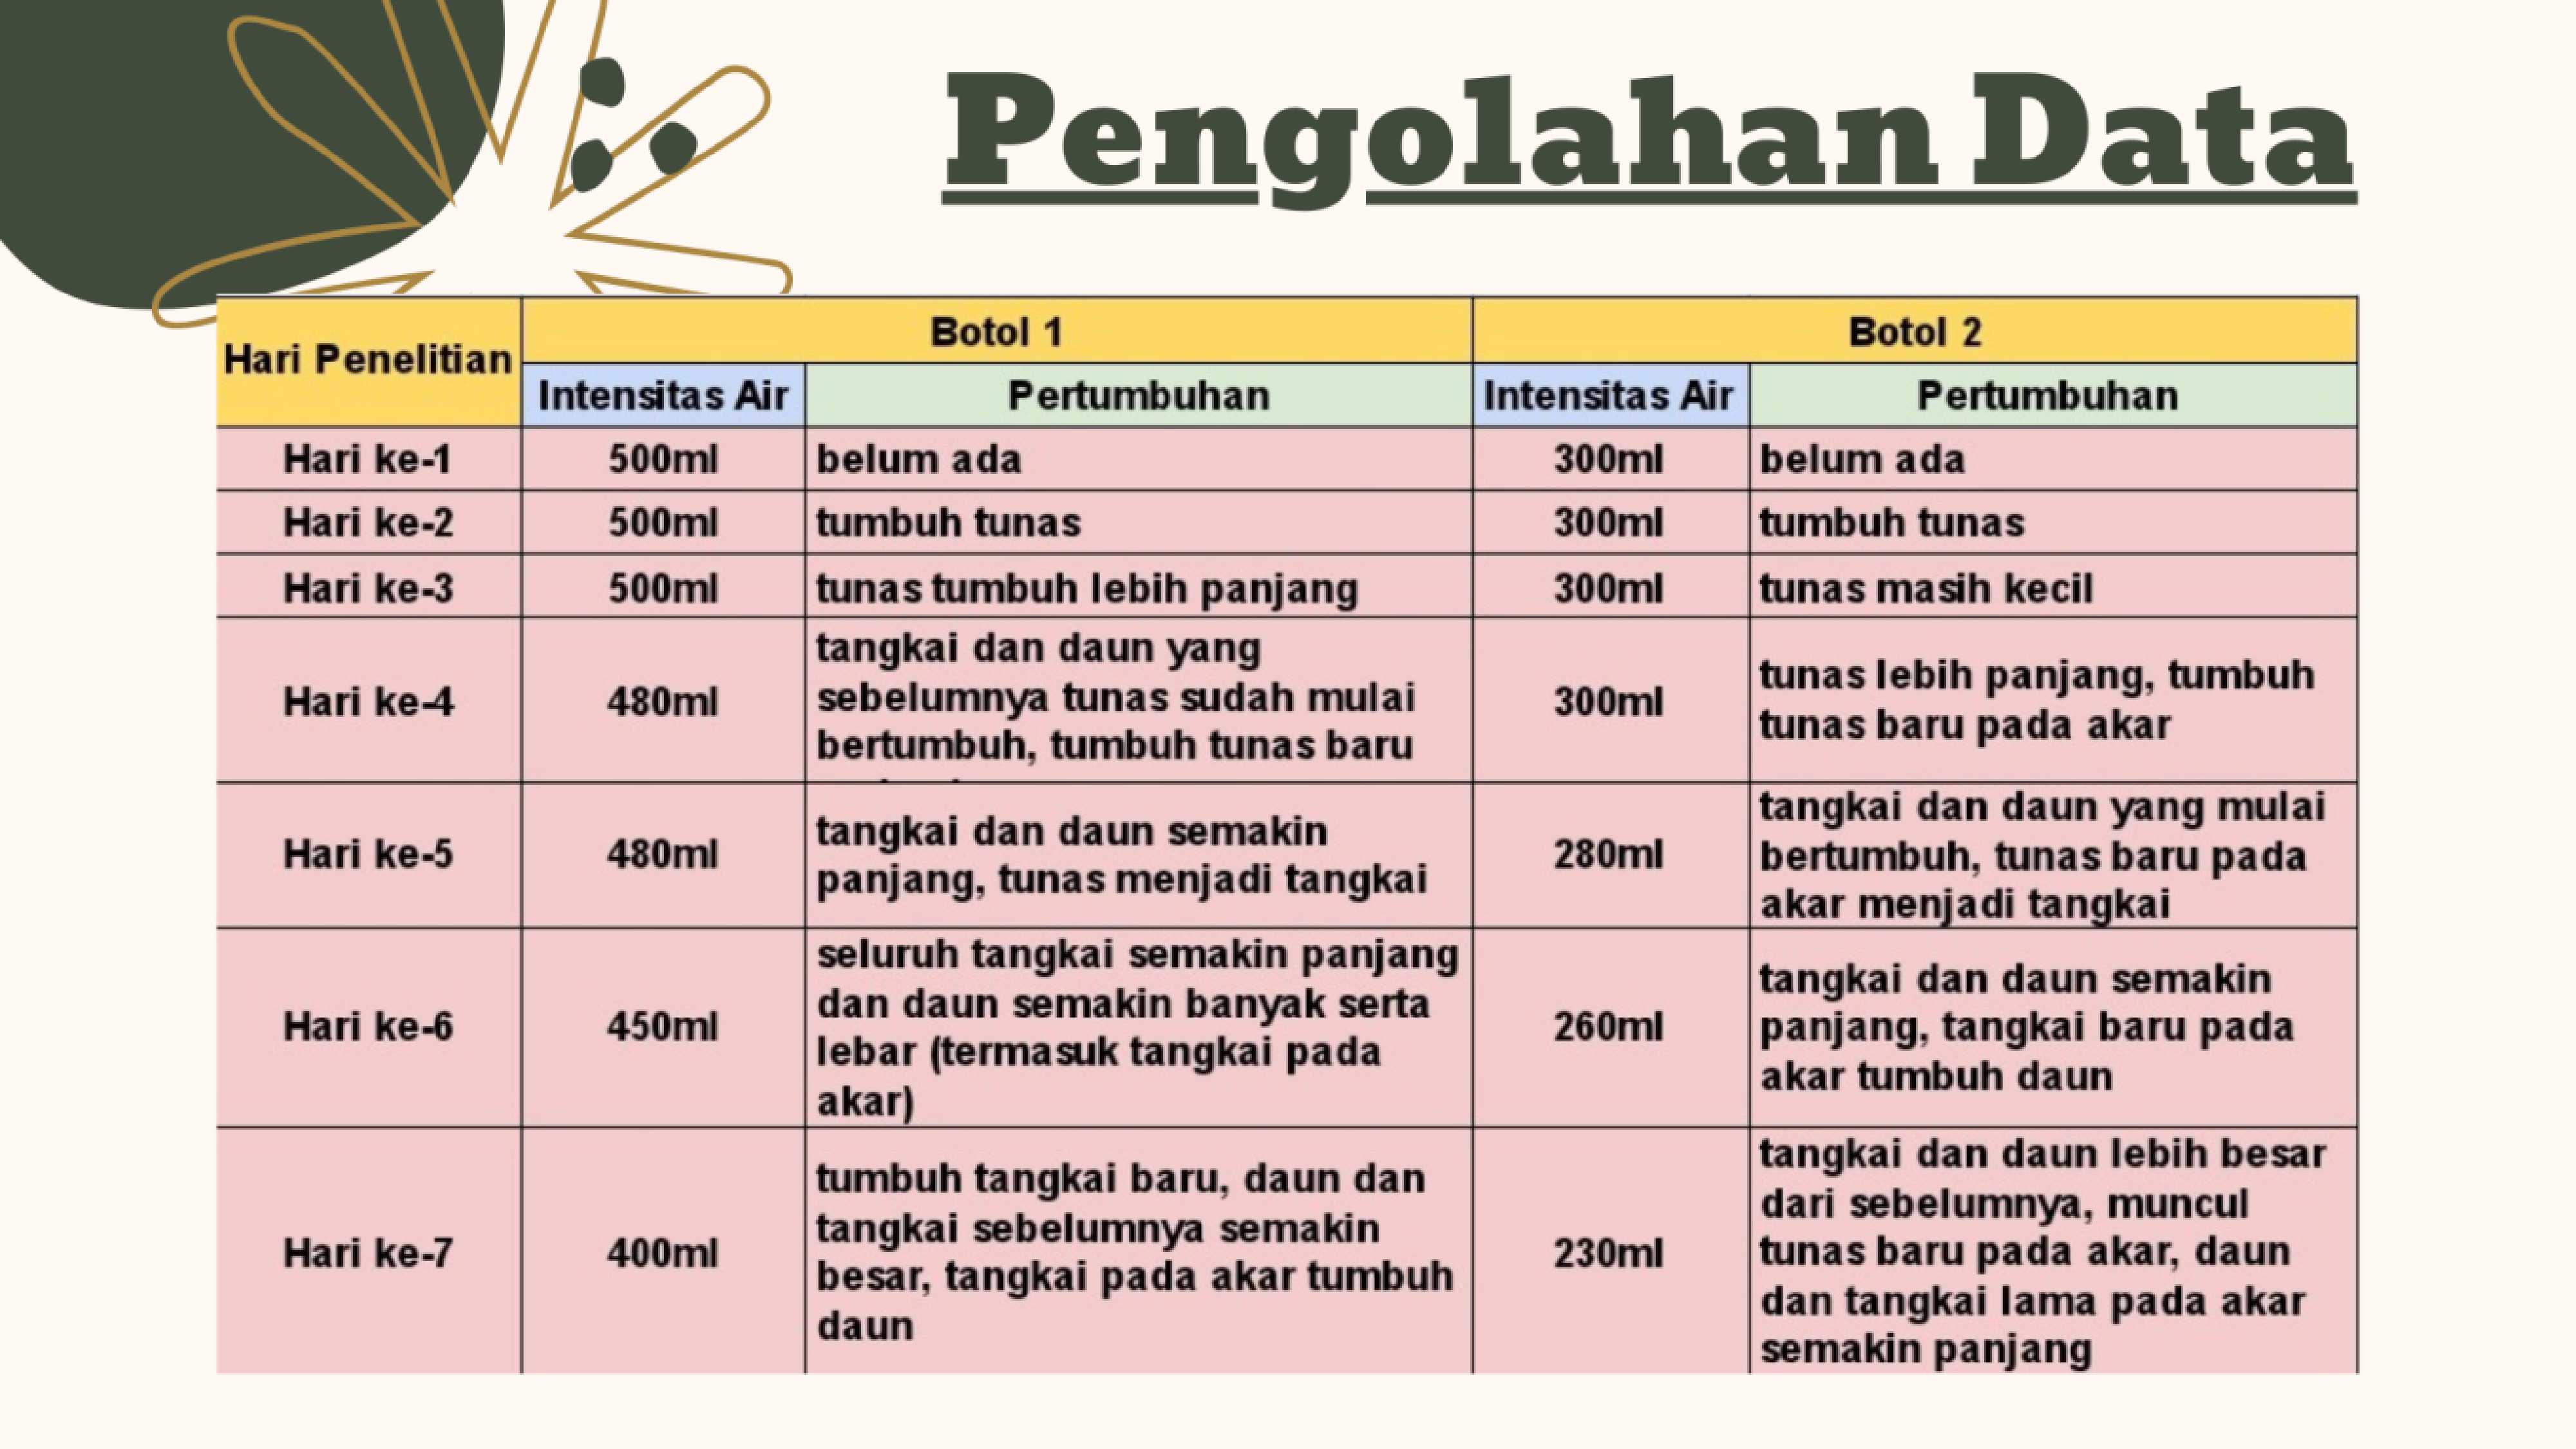 Pengolahan Data
Hari Penelitian
Botol 1
Botol 2
Intensitas Air
Pertumbuhan
Intensitas Air
Pertumbuhan
Hari ke-1
500ml
belum ada
300ml
belum ada
Hari ke-2
500ml
tumbuh tunas
300ml
tumbuh tunas
Hari ke-3
500ml
tunas tumbuh lebih panjang
300ml
tunas masih kecil
Hari ke-4
480ml
tangkai dan daun yang
sebelumnya tunas sudah mulai
bertumbuh, tumbuh tunas baru
300ml
tunas lebih panjang, tumbuh
tunas baru pada akar
Hari ke-5
480ml
tangkai dan daun semakin
panjang, tunas menjadi tangkai
280ml
tangkai dan daun yang mulai
bertumbuh, tunas baru pada
akar menjadi tangkai
Hari ke-6
450ml
seluruh tangkai semakin panjang
dan daun semakin banyak serta
lebar (termasuk tangkai pada
akar)
260ml
tangkai dan daun semakin
panjang, tangkai baru pada
akar tumbuh daun
Hari ke-7
400ml
tumbuh tangkai baru, daun dan
tangkai sebelumnya semakin
besar, tangkai pada akar tumbuh
daun
230ml
tangkai dan daun lebih besar
dari sebelumnya, muncul
tunas baru pada akar, daun
dan tangkai lama pada akar
semakin panjang